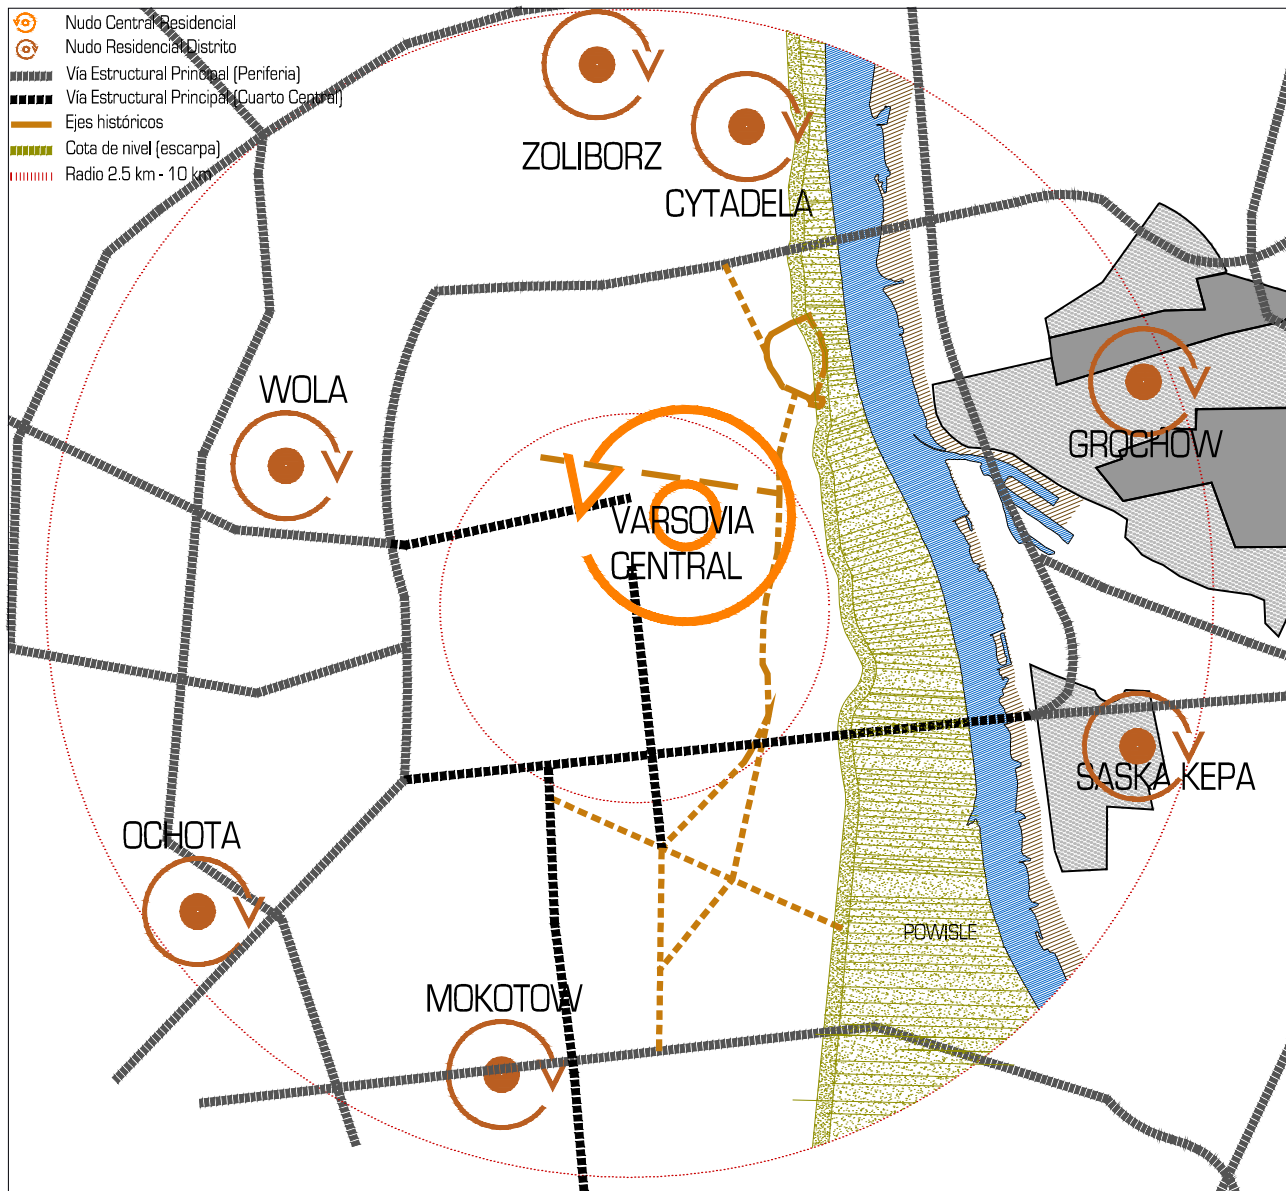 Nudo Central Residencial
Nudo Residencial Distrito
Vía Estructural Principal (Periferia)
Vía Estructural Principal (Cuarto Central)
Ejes históricos
Cota de nivel (escarpa)
Radio 2.5 km - 10 km
ZOLIBORZ
CYTADELA
WOLA
GROCHÓW
VARSOVIA
CENTRAL
SASKA KEPA
OCHOTA
POWISLE
MOKOTOW